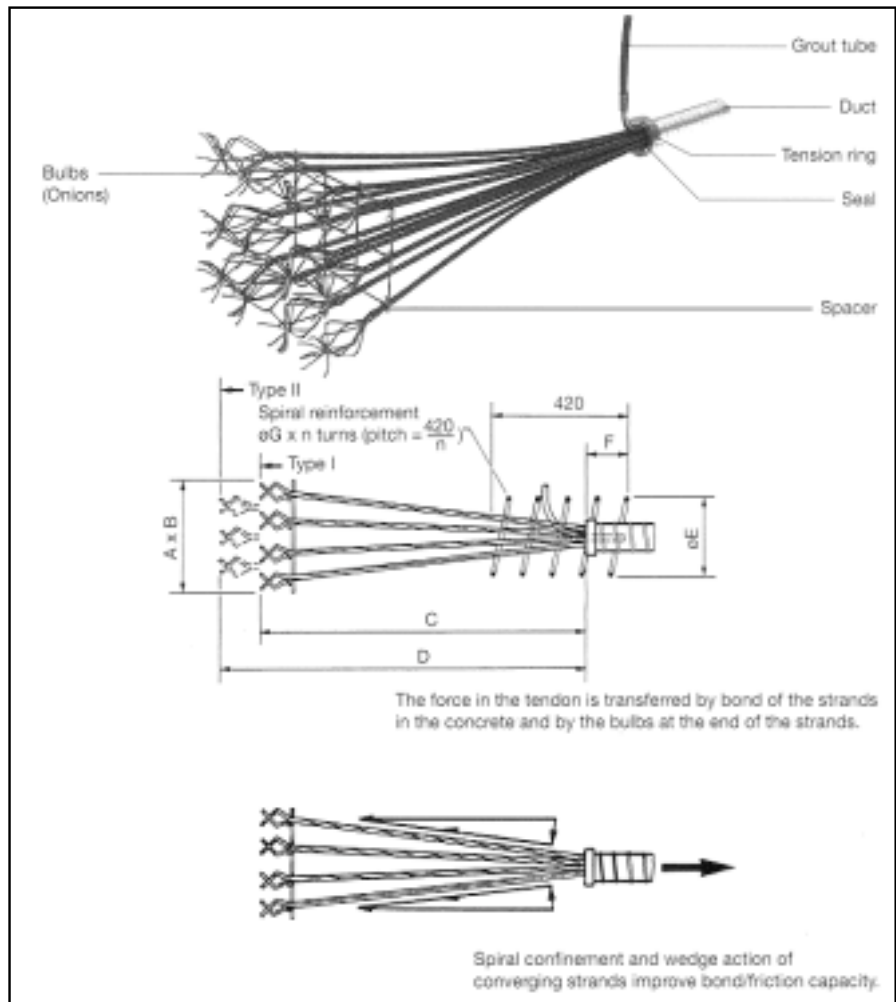 Grout tube
Duct
Tension ring
Seal
Bulbs
(Onions)
Spacer
Type II
Spiral reinforcement
øG x n turns (pitch = 420/n)
Type I
420
F
A x B
øE
C
D
The force in the tendon is transferred by bond of the strands
in the concrete and by the bulbs at the end of the strands.
Spiral confinement and wedge action of
converging strands improve bond/friction capacity.